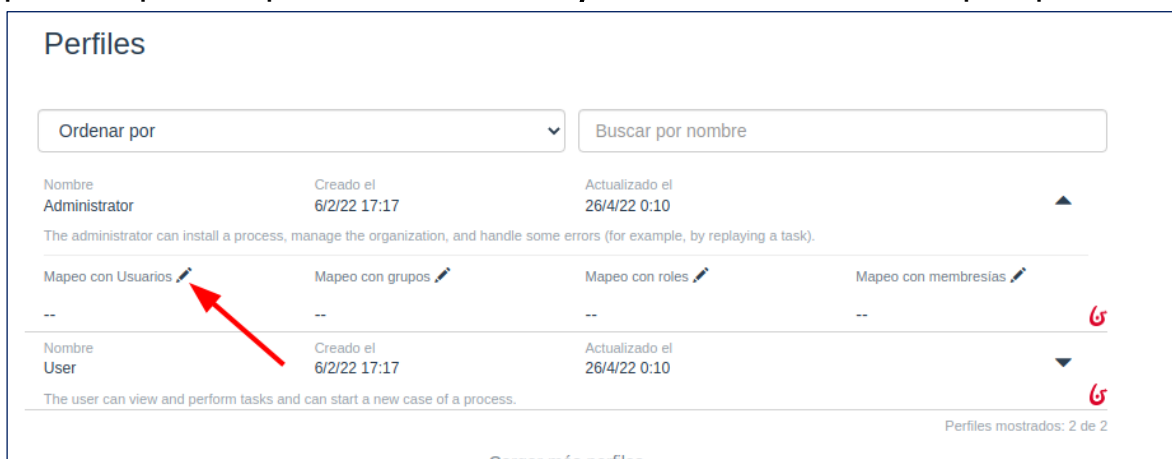 Perfiles
Ordenar por Buscar por nombre
Nombre Creado el Actualizado el
Administrator 6/2/22 17:17 26/4/22 0:10
The administrator can install a process, manage the organization, and handle some errors (for example, by replaying a task).
Mapeo con Usuarios Mapeo con grupos Mapeo con roles Mapeo con membresías
-- -- -- --
Nombre Creado el Actualizado el
User 6/2/22 17:17 26/4/22 0:10
The user can view and perform tasks and can start a new case of a process.
Perfiles mostrados: 2 de 2